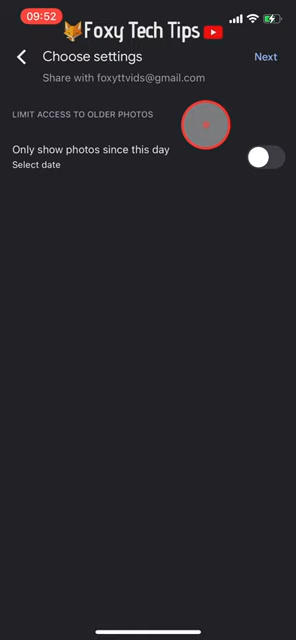 Foxy Tech Tips
09:52
Choose settings
Next
Share with foxyttvids@gmail.com
LIMIT ACCESS TO OLDER PHOTOS
Only show photos since this day
Select date